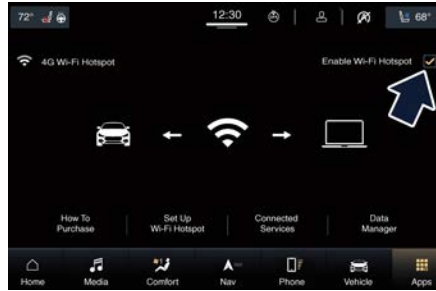 72° 12:30 68°
4G Wi-Fi Hotspot Enable Wi-Fi Hotspot
How To
Purchase
Set Up
Wi-Fi Hotspot
Connected
Services
Data
Manager
Home Media Comfort Nav Phone Vehicle Apps